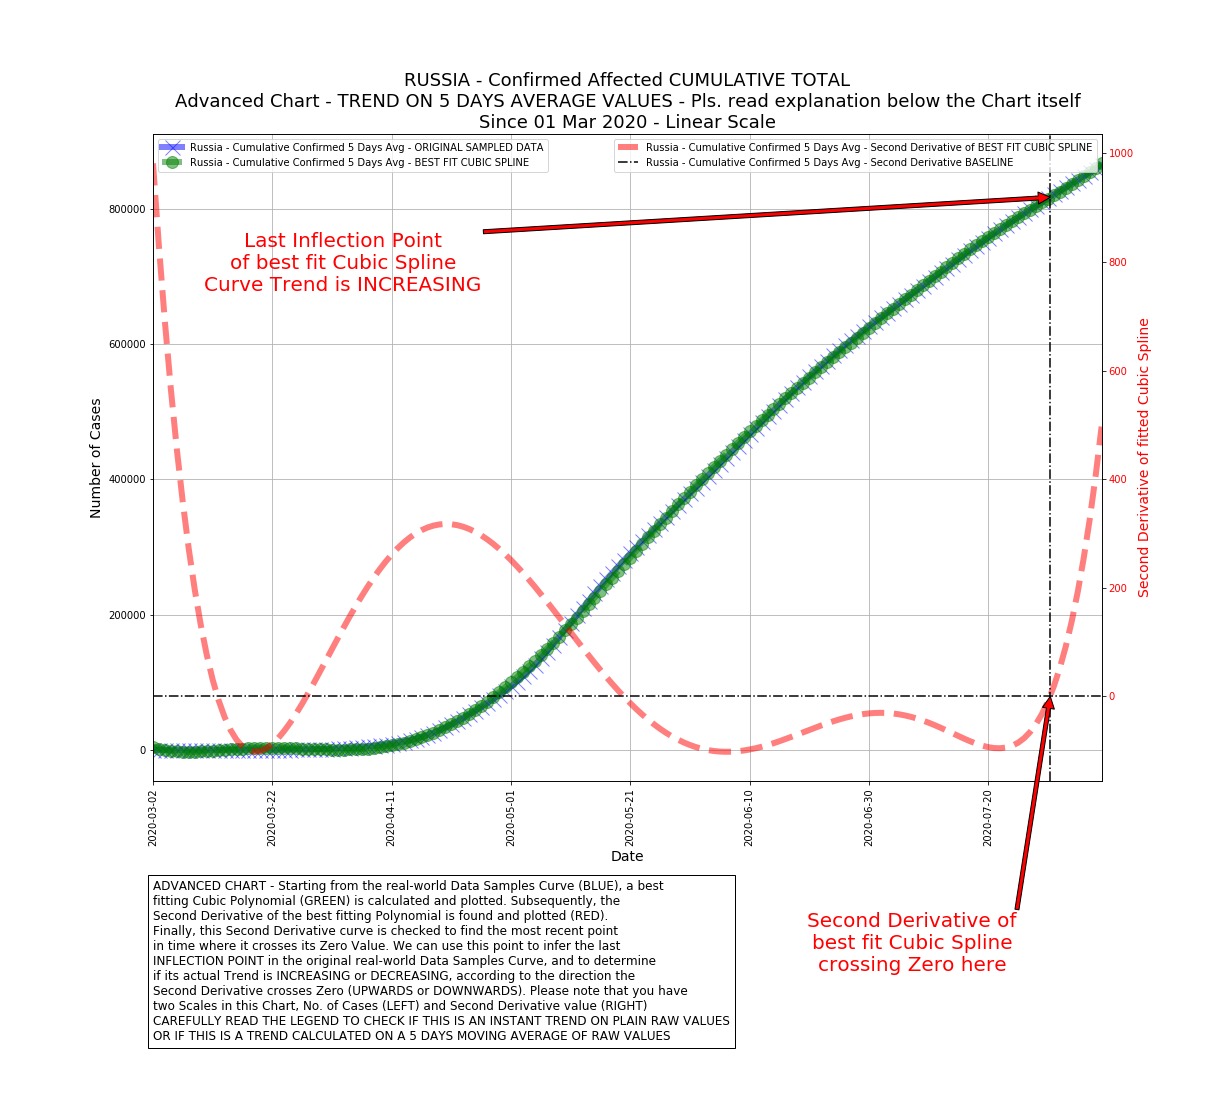 RUSSIA - Confirmed Affected CUMULATIVE TOTAL
Advanced Chart - TREND ON 5 DAYS AVERAGE VALUES - Pls. read explanation below the Chart itself
Since 01 Mar 2020 - Linear Scale
Russia - Cumulative Confirmed 5 Days Avg - ORIGINAL SAMPLED DATA
Russia - Cumulative Confirmed 5 Days Avg - BEST FIT CUBIC SPLINE
Russia - Cumulative Confirmed 5 Days Avg - Second Derivative of BEST FIT CUBIC SPLINE
Russia - Cumulative Confirmed 5 Days Avg - Second Derivative BASELINE
Last Inflection Point
of best fit Cubic Spline
Curve Trend is INCREASING
Number of Cases
800000
600000
400000
200000
0
1000
800
600
400
200
0
Second Derivative of fitted Cubic Spline
2020-03-02
2020-03-22
2020-04-11
2020-05-01
2020-05-21
2020-06-10
2020-06-30
2020-07-20
Date
ADVANCED CHART - Starting from the real-world Data Samples Curve (BLUE), a best
fitting Cubic Polynomial (GREEN) is calculated and plotted. Subsequently, the
Second Derivative of the best fitting Polynomial is found and plotted (RED).
Finally, this Second Derivative curve is checked to find the most recent point
in time where it crosses its Zero Value. We can use this point to infer the last
INFLECTION POINT in the original real-world Data Samples Curve, and to determine
if its actual Trend is INCREASING or DECREASING, according to the direction the
Second Derivative crosses Zero (UPWARDS or DOWNWARDS). Please note that you have
two Scales in this Chart, No. of Cases (LEFT) and Second Derivative value (RIGHT)
CAREFULLY READ THE LEGEND TO CHECK IF THIS IS AN INSTANT TREND ON PLAIN RAW VALUES
OR IF THIS IS A TREND CALCULATED ON A 5 DAYS MOVING AVERAGE OF RAW VALUES
Second Derivative of
best fit Cubic Spline
crossing Zero here